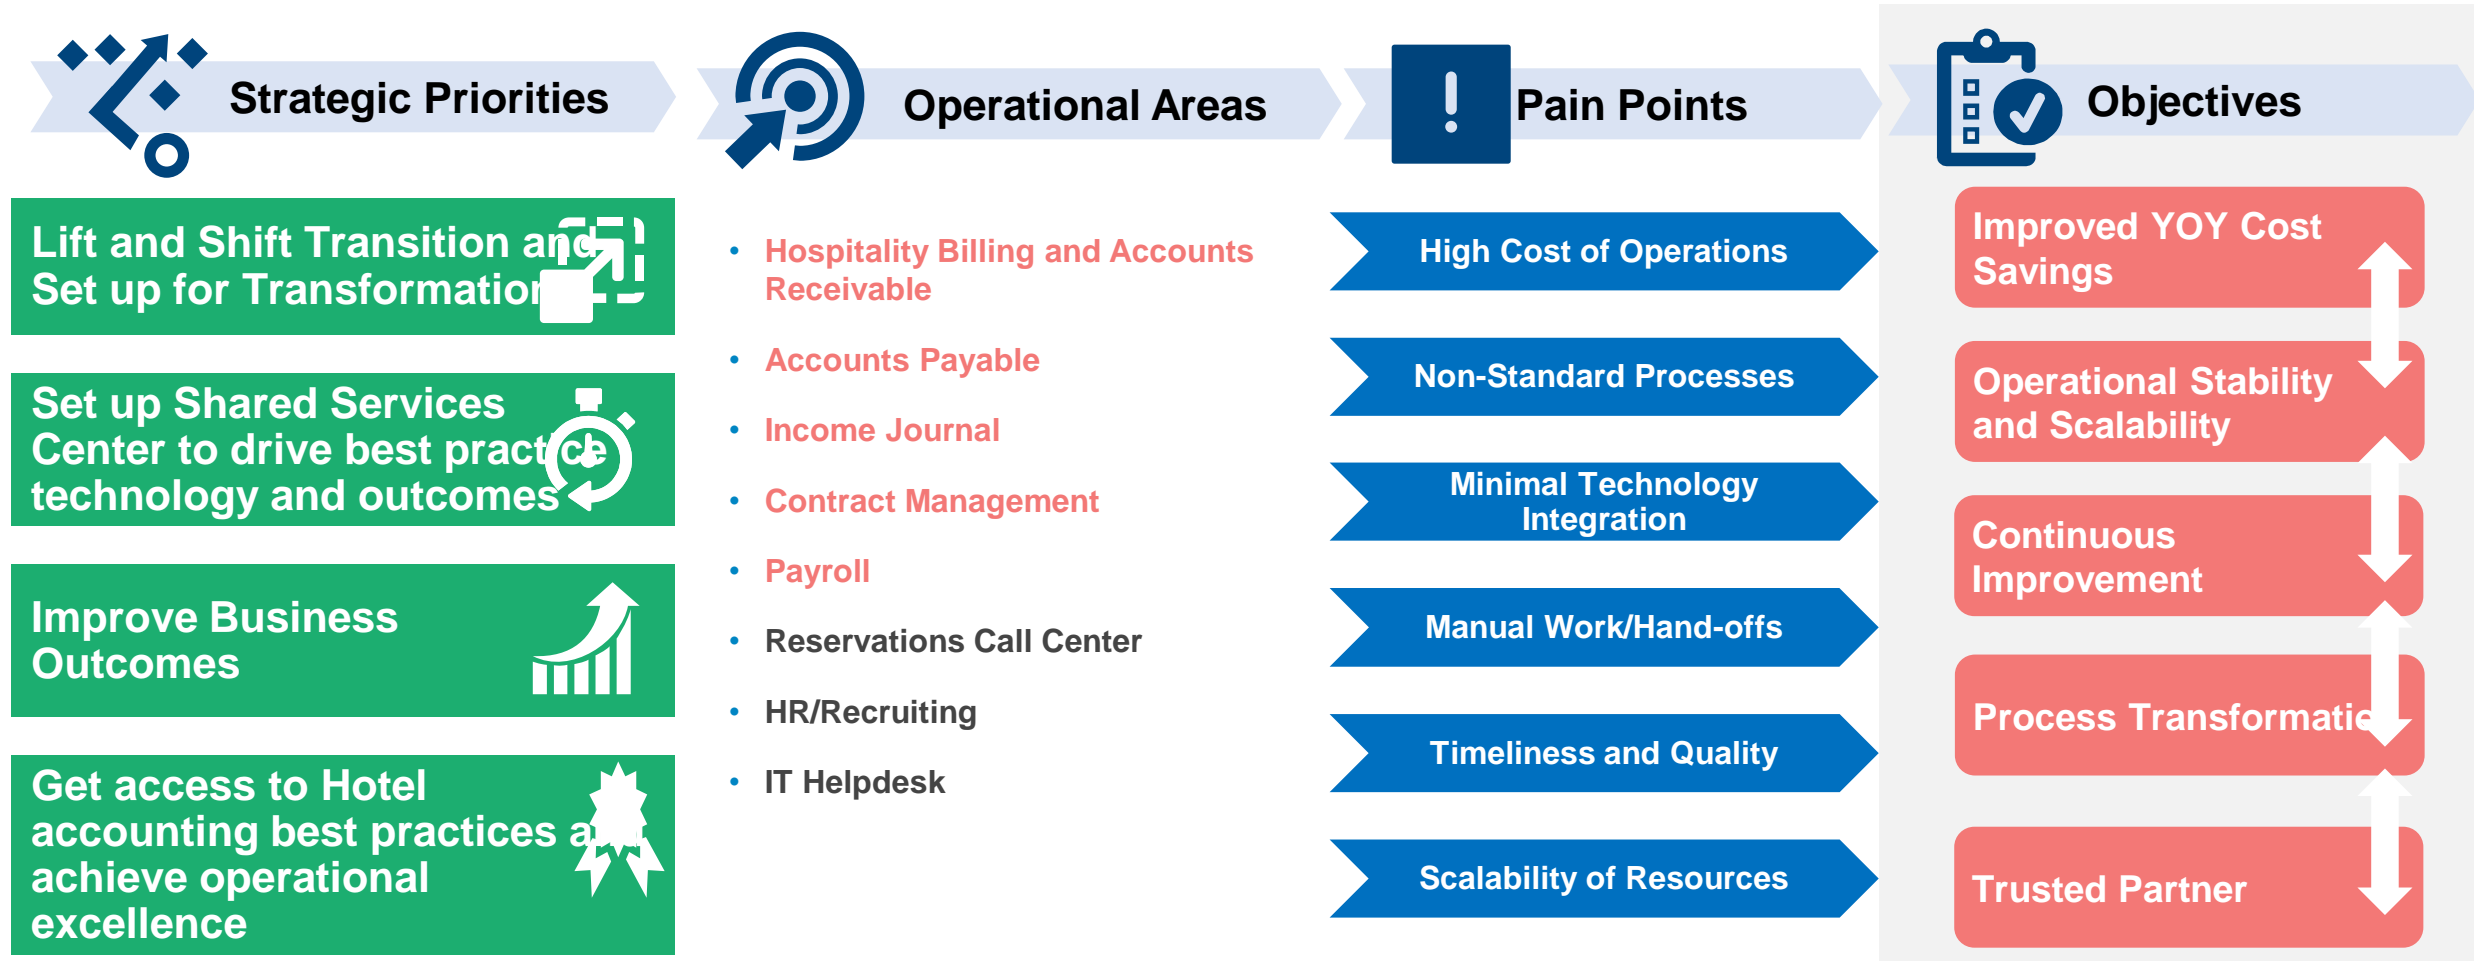 Strategic Priorities
Lift and Shift Transition and
Set up for Transformation
Set up Shared Services
Center to drive best practice
technology and outcomes
Improve Business
Outcomes
Get access to Hotel
accounting best practices and
achieve operational
excellence
Operational Areas
• Hospitality Billing and Accounts
Receivable
• Accounts Payable
• Income Journal
• Contract Management
• Payroll
• Reservations Call Center
• HR/Recruiting
• IT Helpdesk
Pain Points
High Cost of Operations
Non-Standard Processes
Minimal Technology
Integration
Manual Work/Hand-offs
Timeliness and Quality
Scalability of Resources
Objectives
Improved YOY Cost
Savings
Operational Stability
and Scalability
Continuous
Improvement
Process Transformation
Trusted Partner